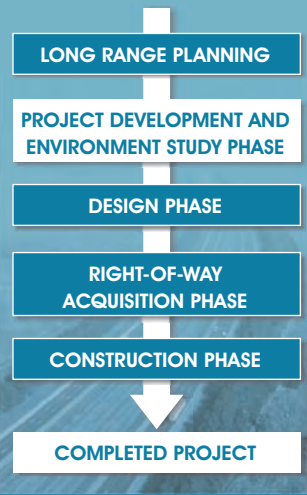 LONG RANGE PLANNING
PROJECT DEVELOPMENT AND
ENVIRONMENT STUDY PHASE
DESIGN PHASE
RIGHT-OF-WAY
ACQUISITION PHASE
CONSTRUCTION PHASE
COMPLETED PROJECT